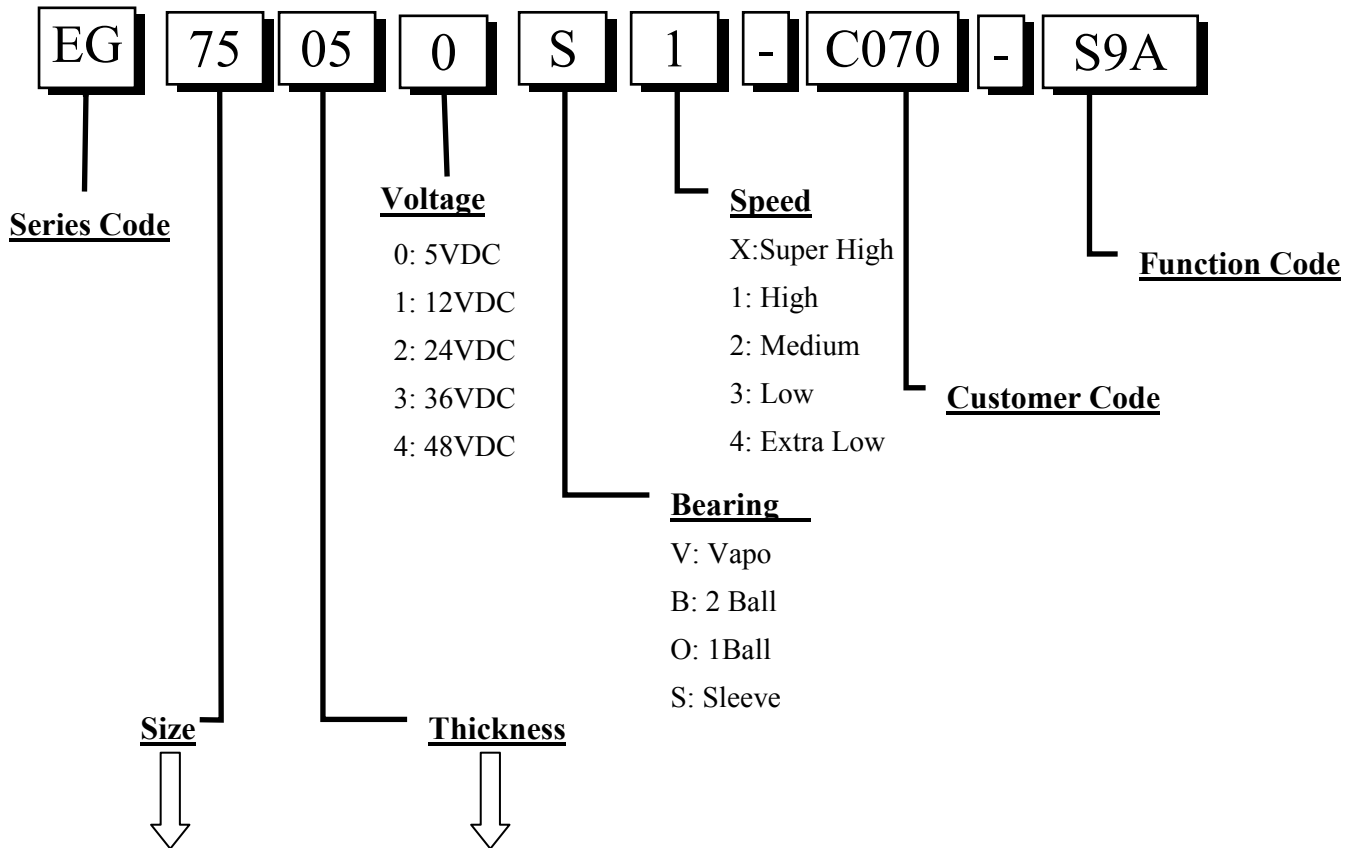 EG 75 05 0 S 1 - C070 - S9A
Series Code
Voltage
0: 5VDC
1: 12VDC
2: 24VDC
3: 36VDC
4: 48VDC
Speed
X:Super High
1: High
2: Medium
3: Low
4: Extra Low
Function Code
Customer Code
Bearing
V: Vapo
B: 2 Ball
O: 1Ball
S: Sleeve
Size
Thickness